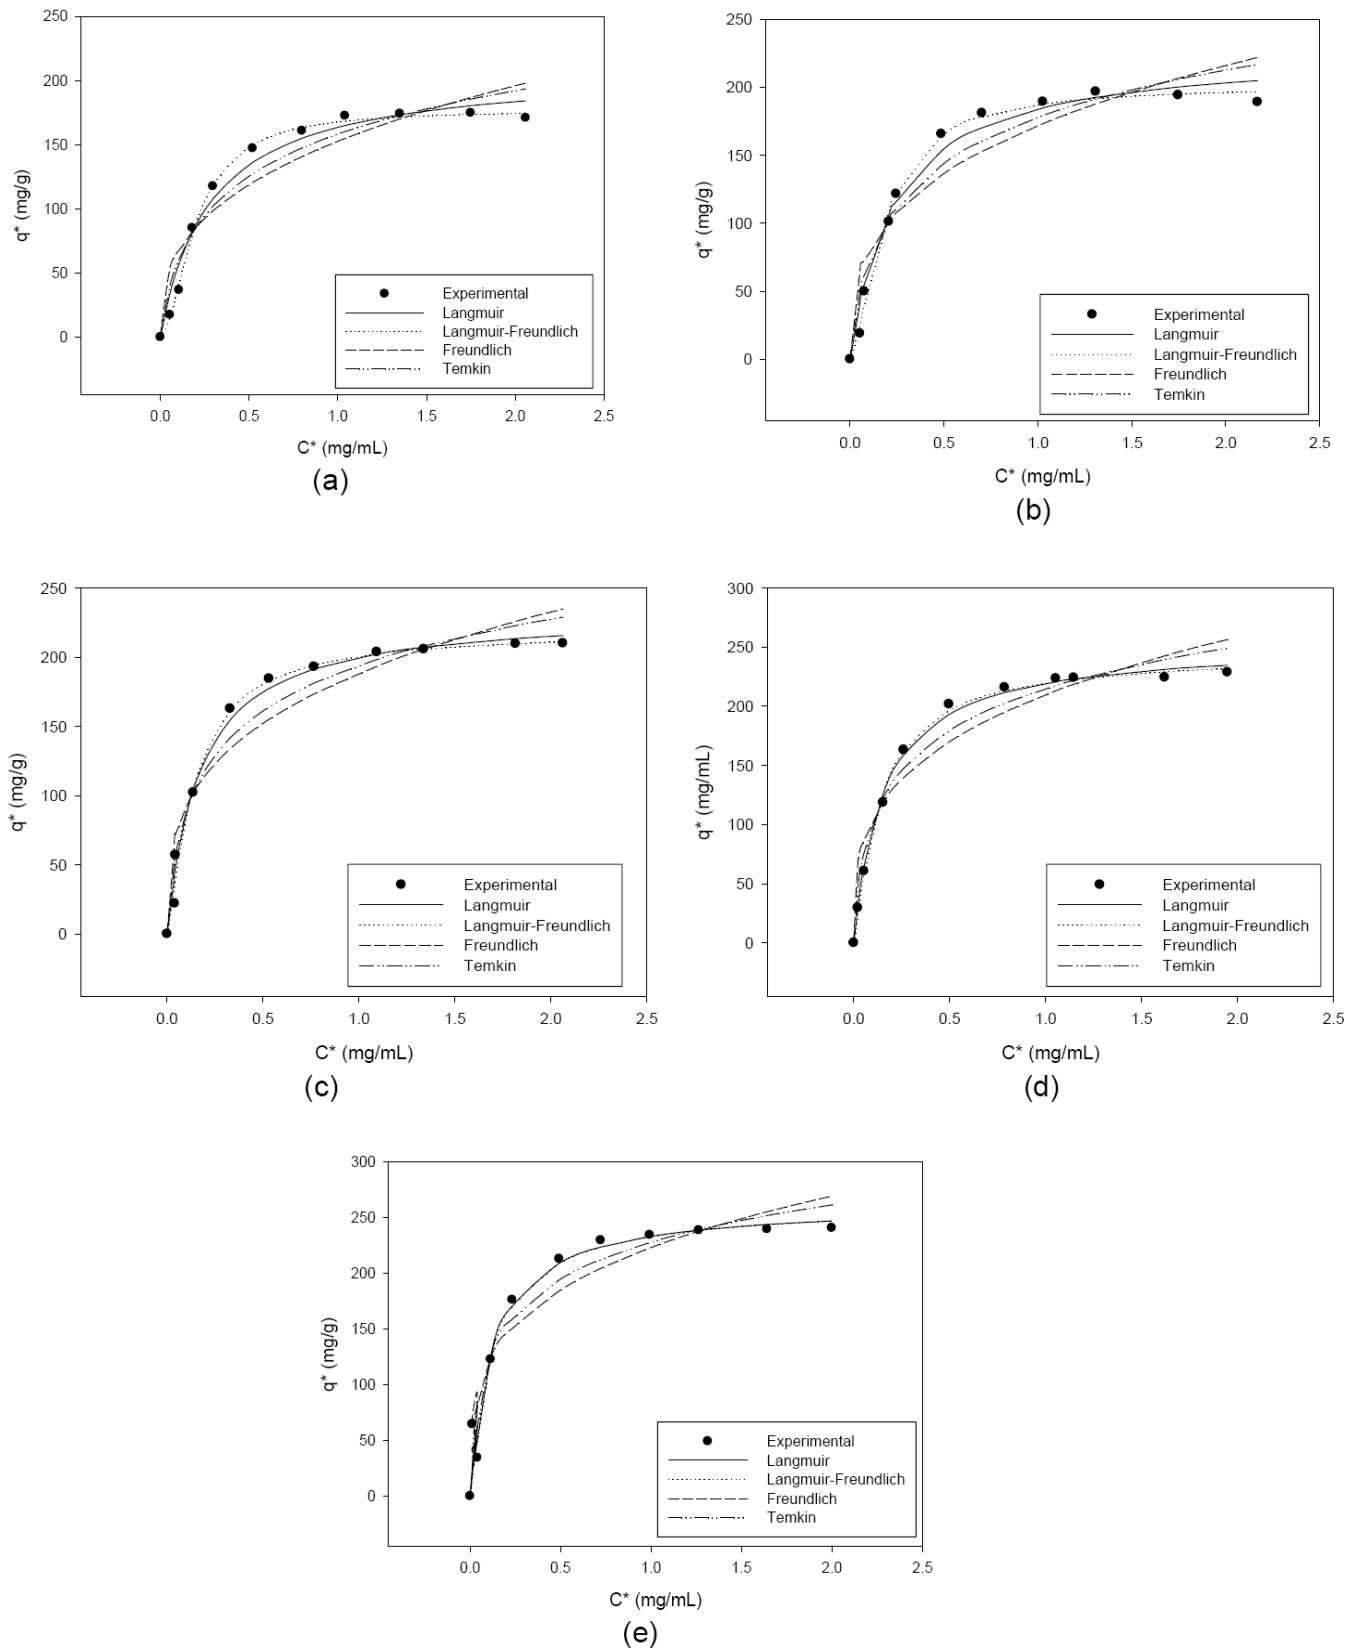 250
200
150
100
50
0
q* (mg/g)
Experimental
Langmuir
Langmuir-Freundlich
Freundlich
Temkin
0.0 0.5 1.0 1.5 2.0 2.5
C* (mg/mL)
(a)
250
200
150
100
50
0
q* (mg/g)
Experimental
Langmuir
Langmuir-Freundlich
Freundlich
Temkin
0.0 0.5 1.0 1.5 2.0 2.5
C* (mg/mL)
(b)
250
200
150
100
50
0
q* (mg/g)
Experimental
Langmuir
Langmuir-Freundlich
Freundlich
Temkin
0.0 0.5 1.0 1.5 2.0 2.5
C* (mg/mL)
(c)
300
250
200
150
100
50
0
q* (mg/mL)
Experimental
Langmuir
Langmuir-Freundlich
Freundlich
Temkin
0.0 0.5 1.0 1.5 2.0 2.5
C* (mg/mL)
(d)
300
250
200
150
100
50
0
q* (mg/g)
Experimental
Langmuir
Langmuir-Freundlich
Freundlich
Temkin
0.0 0.5 1.0 1.5 2.0 2.5
C* (mg/mL)
(e)